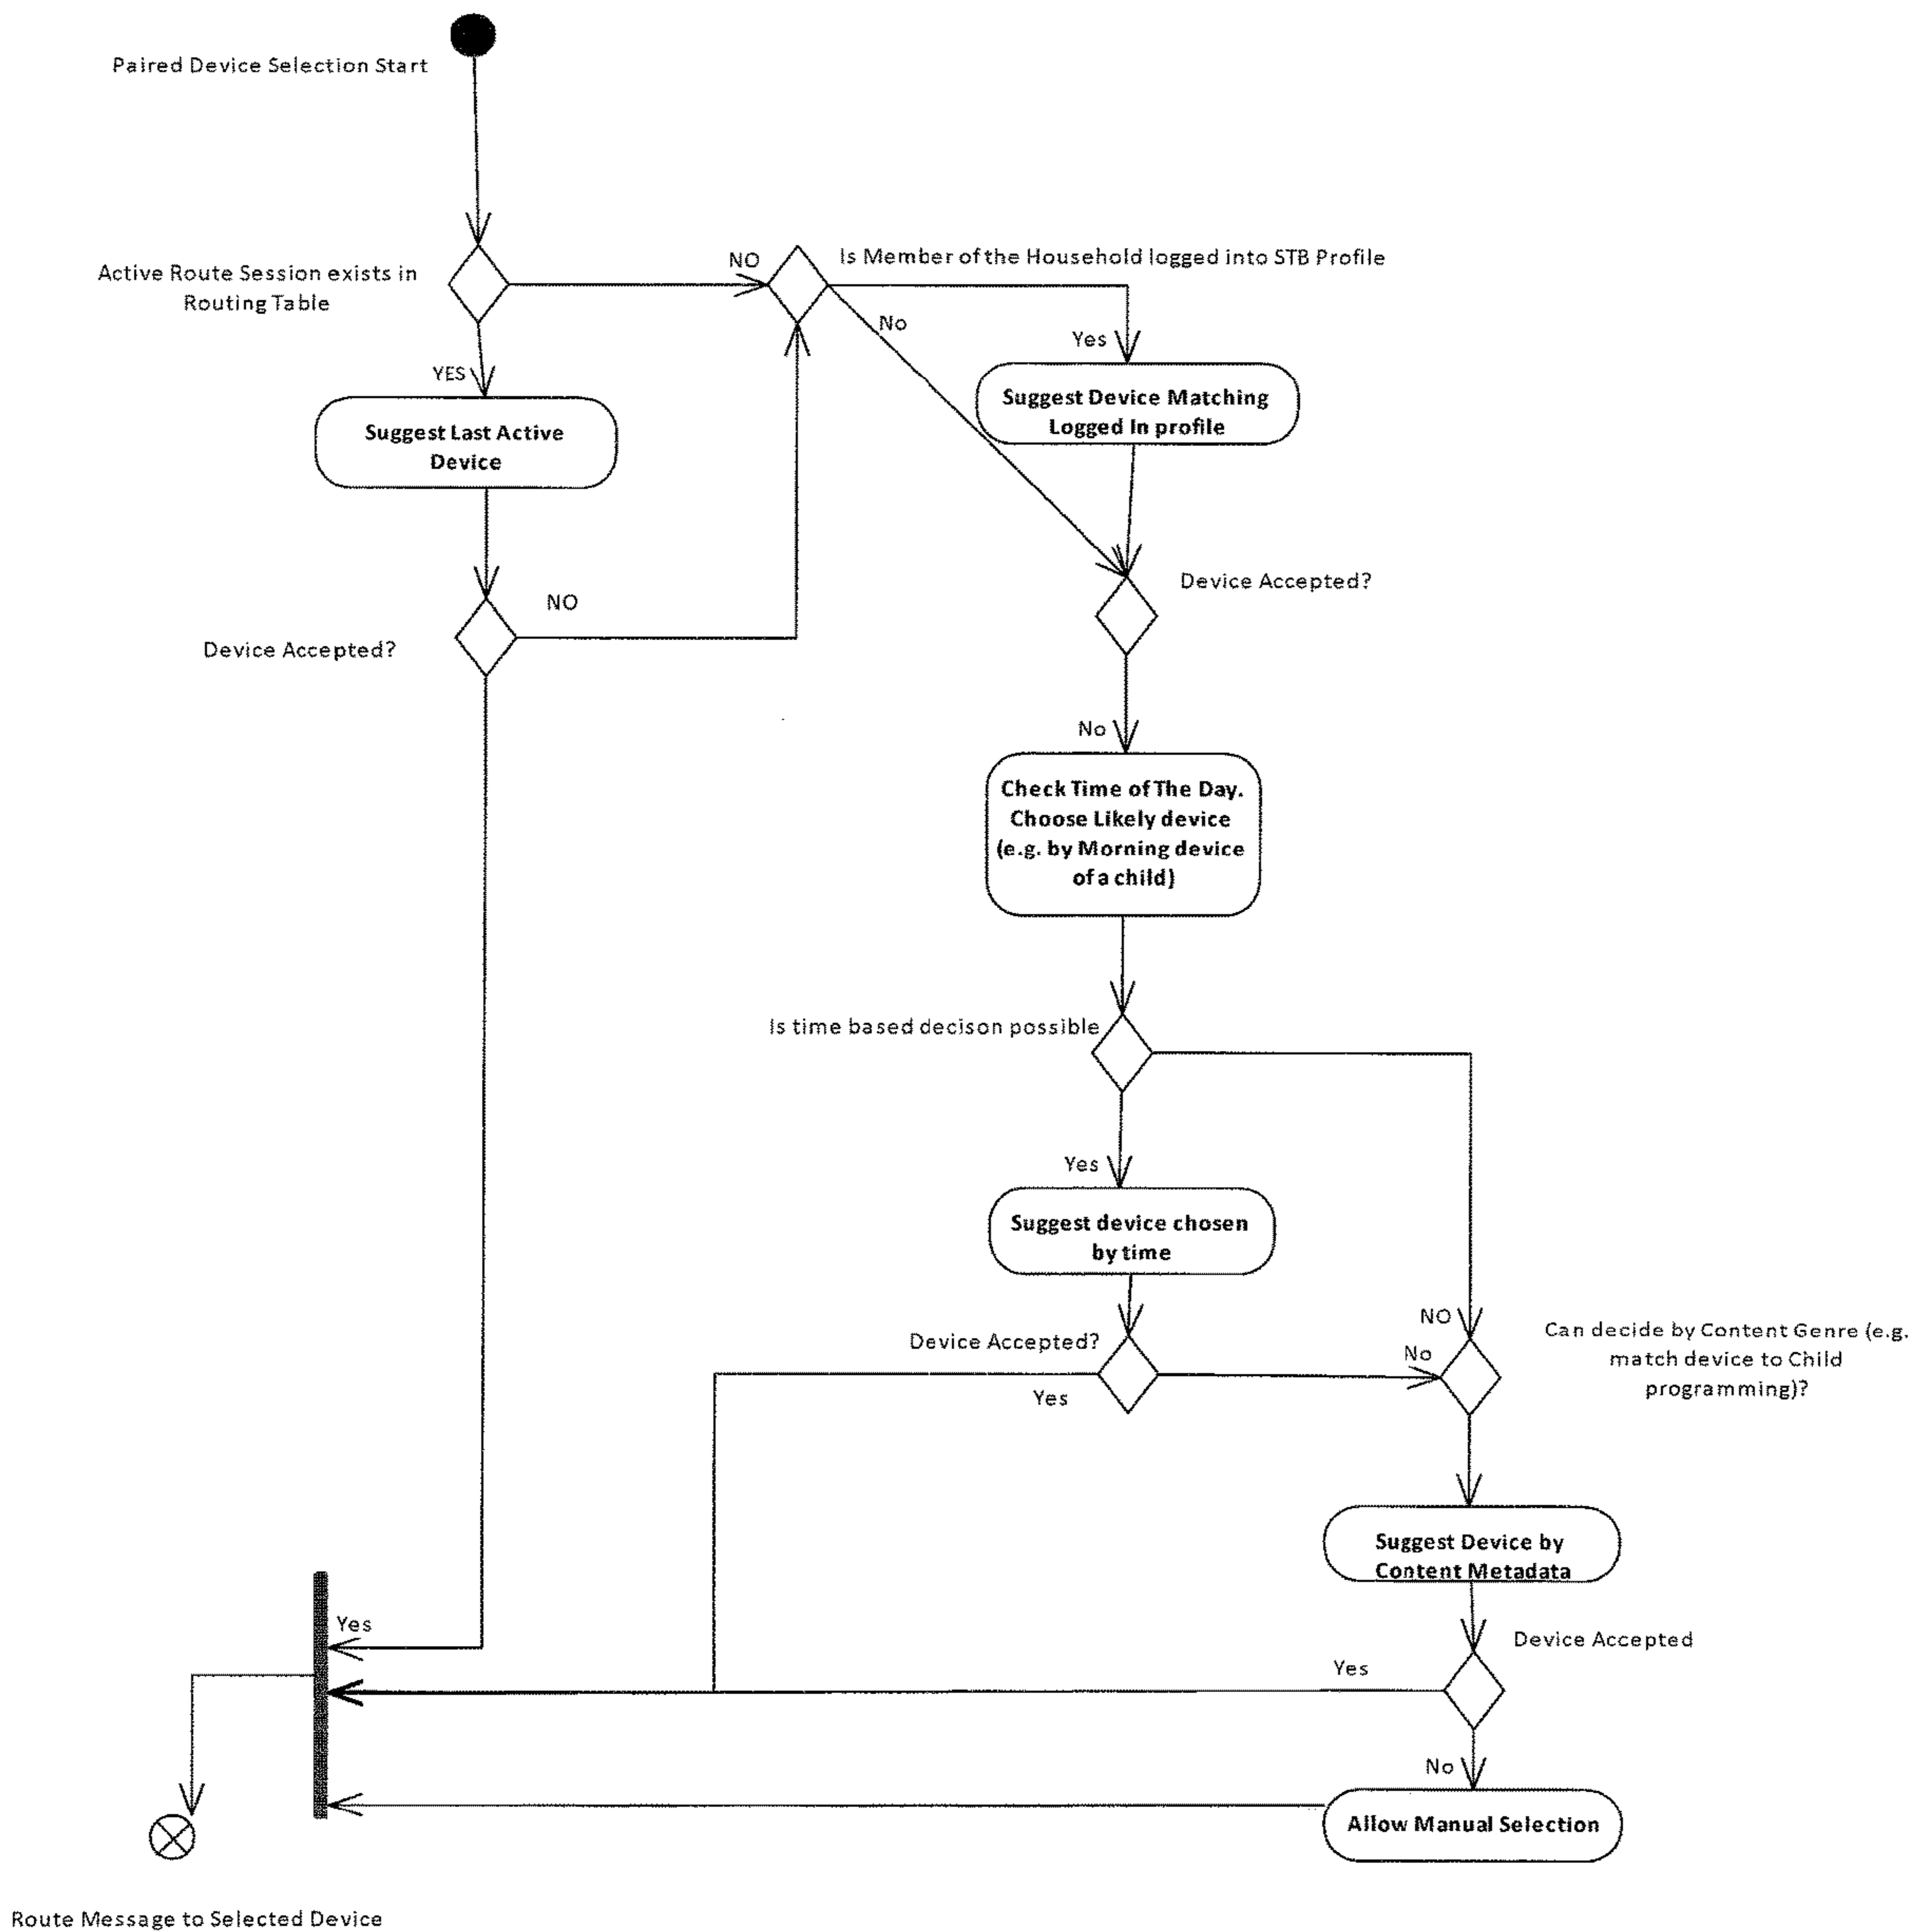 Paired Device Selection Start
Active Route Session exists in
Routing Table
NO
Is Member of the Household logged into STB Profile
No
Yes
YES
Suggest Device Matching
Logged In profile
Suggest Last Active
Device
NO
Device Accepted?
Device Accepted?
No
Check Time of The Day.
Choose Likely device
(e.g. by Morning device
of a child)
Is time based decison possible
Yes
Suggest device chosen
by time
NO
Device Accepted?
Can decide by Content Genre (e.g.
match device to Child
programming)?
No
Yes
Suggest Device by
Content Metadata
Yes
Device Accepted
Yes
No
Allow Manual Selection
Route Message to Selected Device